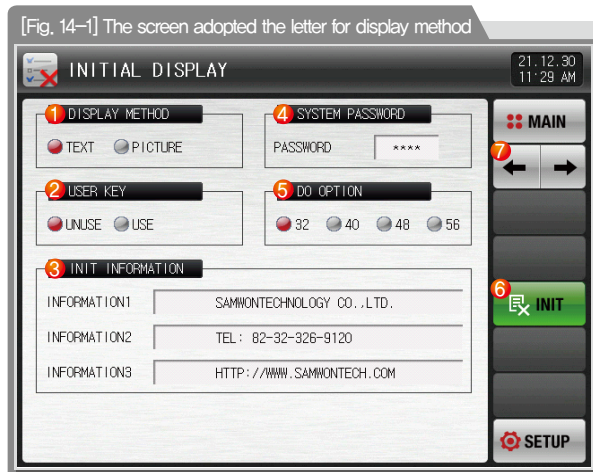 [Fig. 14-1] The screen adopted the letter for display method
INITIAL DISPLAY
21.12.30
11:29 AM
1 DISPLAY METHOD
TEXT PICTURE
4 SYSTEM PASSWORD
PASSWORD ****
2 USER KEY
UNUSE USE
5 DO OPTION
32 40 48 56
3 INIT INFORMATION
INFORMATION1 SAMWONTECHNOLOGY CO.,LTD.
INFORMATION2 TEL: 82-32-326-9120
INFORMATION3 HTTP://WWW.SAMWONTECH.COM
MAIN
7
6
INIT
SETUP